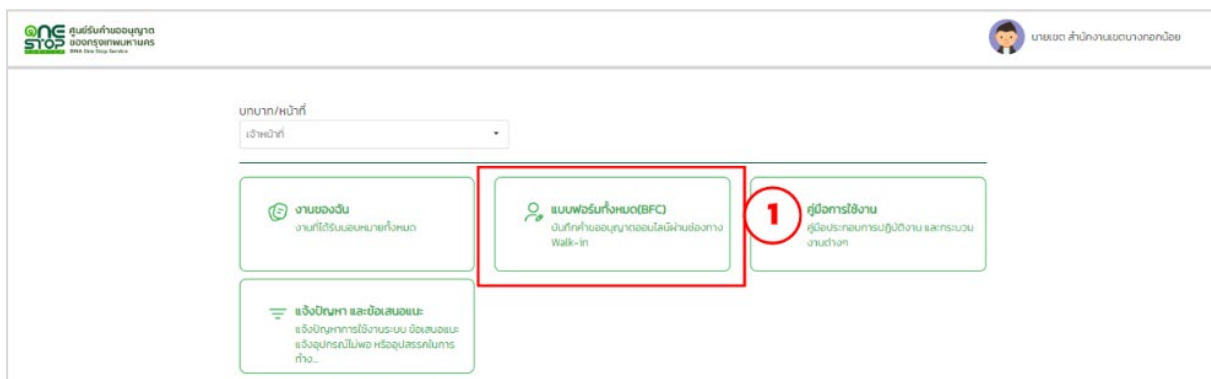 ONE ศูนย์รับคำขออนุญาต
STOP ของกรุงเทพมหานคร
BMA One Stop Service
นายเขต สำนักงานเขตบางกอกน้อย
บทบาท/หน้าที่
เจ้าหน้าที่
งานของฉัน
งานที่ได้รับมอบหมายทั้งหมด
แบบฟอร์มทั้งหมด(BFC)
บันทึกคำขออนุญาตออนไลน์ผ่านช่องทาง
Walk-in
1
คู่มือการใช้งาน
คู่มือประกอบการปฏิบัติงาน และกระบวน
งานต่างๆ
แจ้งปัญหา และข้อเสนอแนะ
แจ้งปัญหาการใช้งานระบบ ข้อเสนอแนะ
แจ้งอุปกรณ์ไม่พอ หรืออุปสรรคในการ
ทำง...